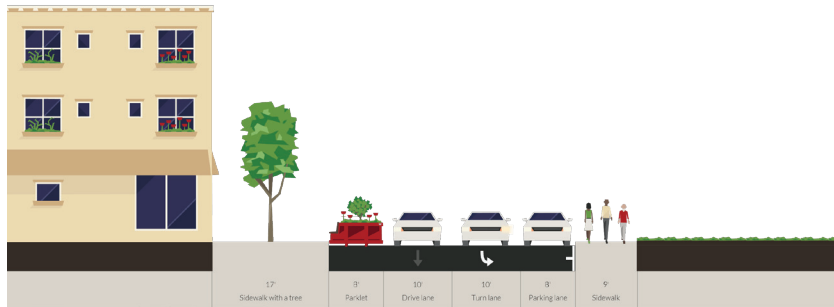 17'
Sidewalk with a tree
8'
Parklet
10'
Drive lane
10'
Turn lane
8'
Parking lane
9'
Sidewalk